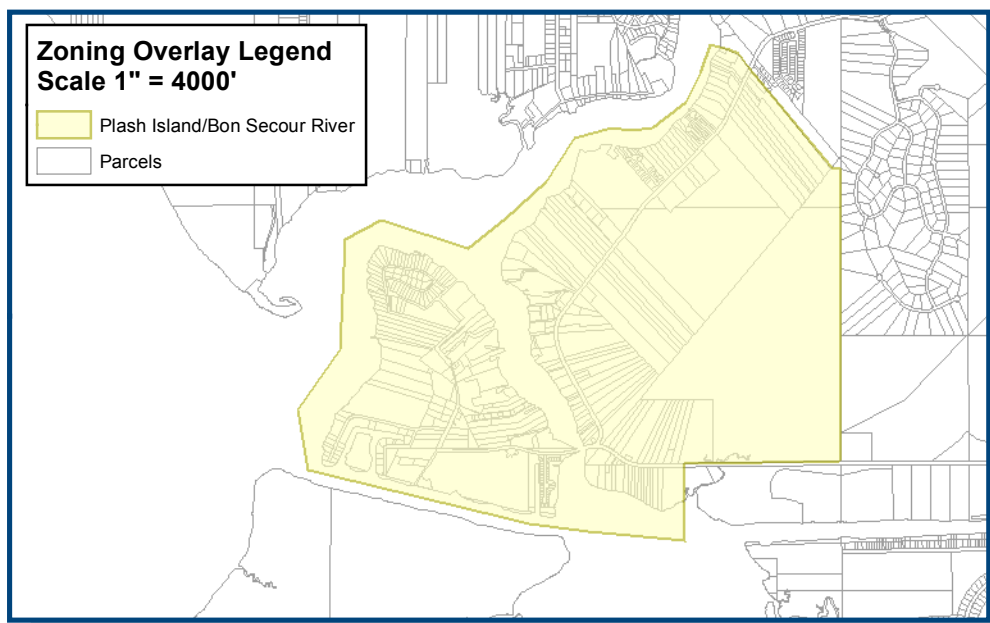 Zoning Overlay Legend
Scale 1" = 4000'
Plash Island/Bon Secour River
Parcels